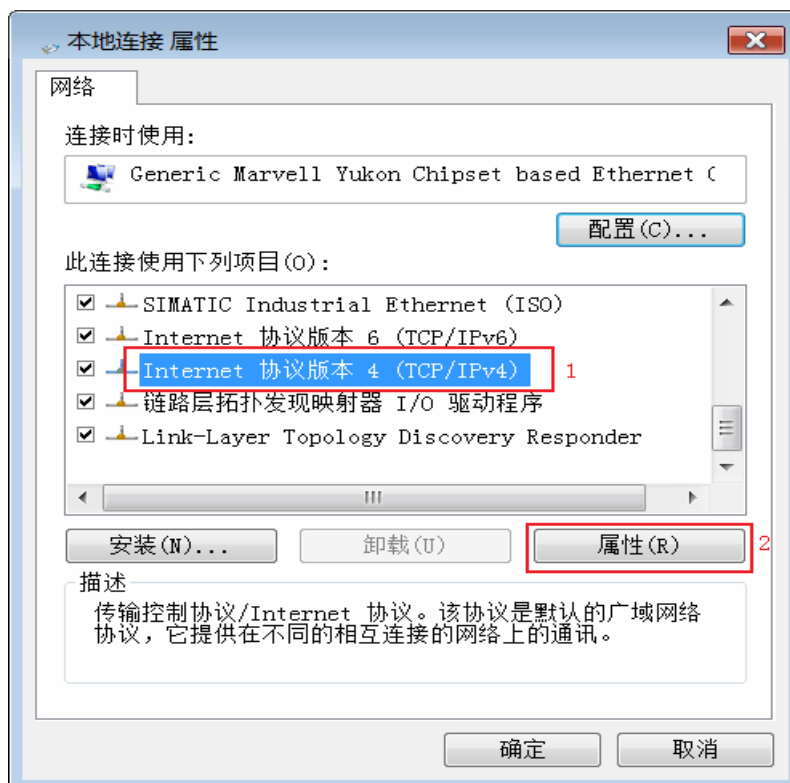 本地连接 属性
网络
连接时使用:
Generic Marvell Yukon Chipset based Ethernet C
配置(C)...
此连接使用下列项目(O):
SIMATIC Industrial Ethernet (ISO)
Internet 协议版本 6 (TCP/IPv6)
Internet 协议版本 4 (TCP/IPv4)
1
链路层拓扑发现映射器 I/O 驱动程序
Link-Layer Topology Discovery Responder
安装(N)...
卸载(U)
属性(R)
2
描述
传输控制协议/Internet 协议。该协议是默认的广域网络
协议，它提供在不同的相互连接的网络上的通讯。
确定
取消